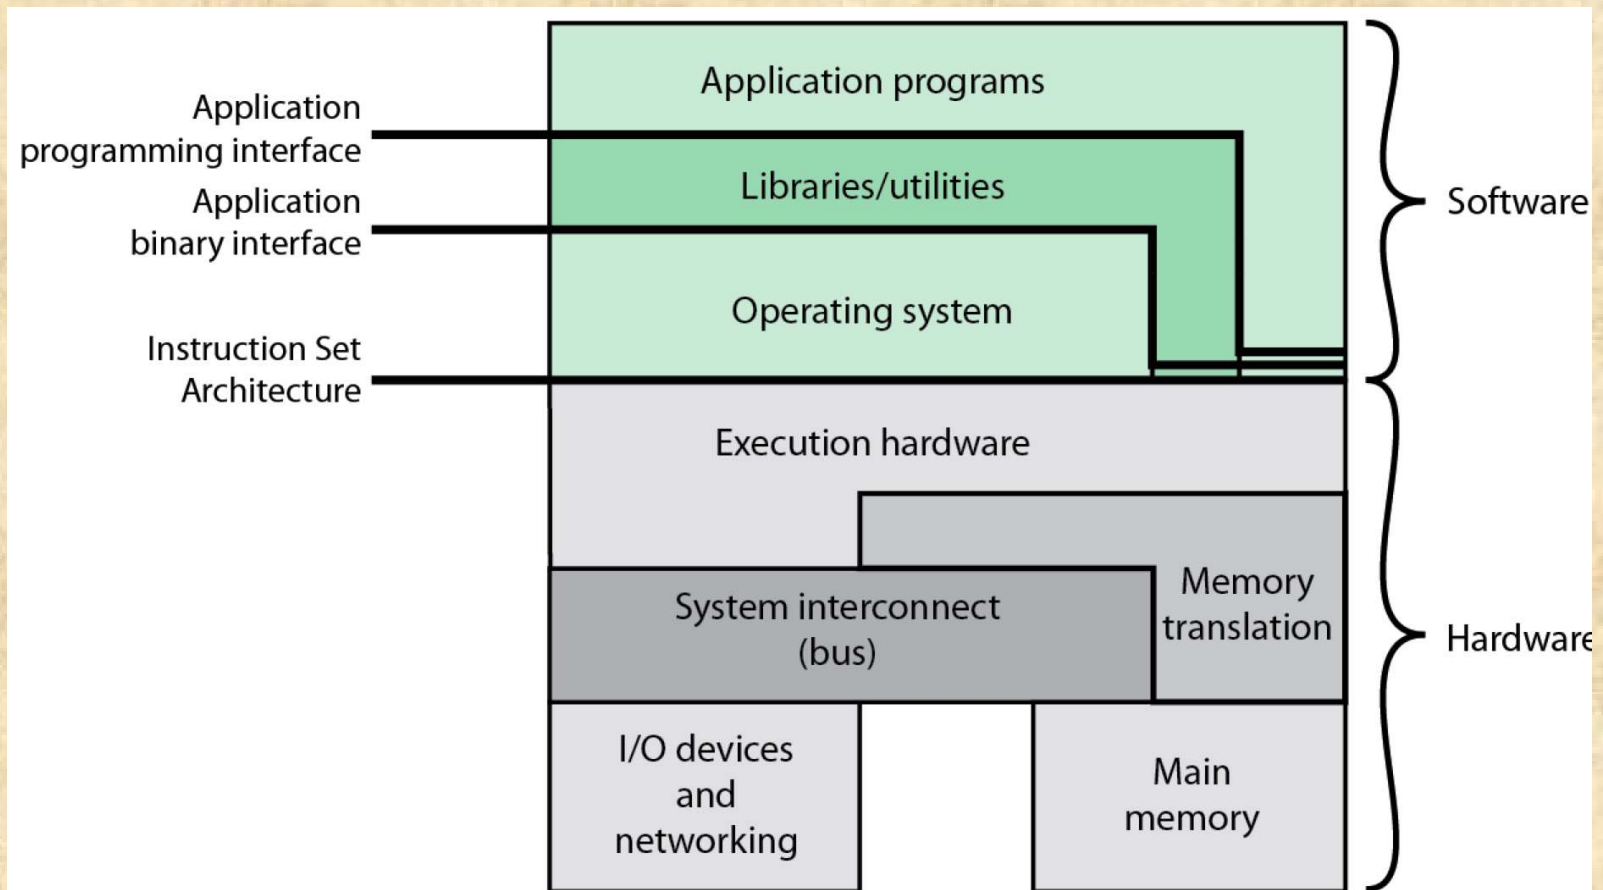 Application programs
Application
programming interface
Libraries/utilities
Application
binary interface
Software
Operating system
Instruction Set
Architecture
Execution hardware
Memory
translation
System interconnect
(bus)
Hardware
I/O devices
and
networking
Main
memory